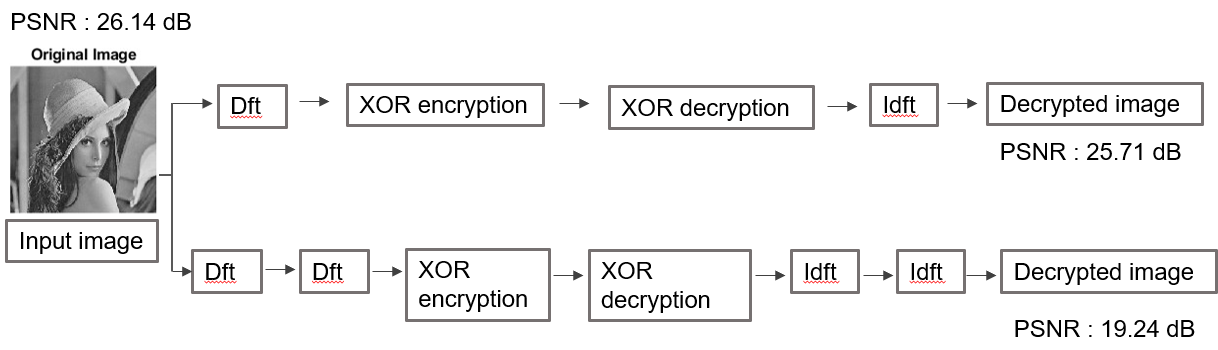 PSNR : 26.14 dB
Original Image
Input image
Dft
XOR encryption
XOR decryption
Idft
Decrypted image
PSNR : 25.71 dB
Dft
Dft
XOR
encryption
XOR
decryption
Idft
Idft
Decrypted image
PSNR : 19.24 dB